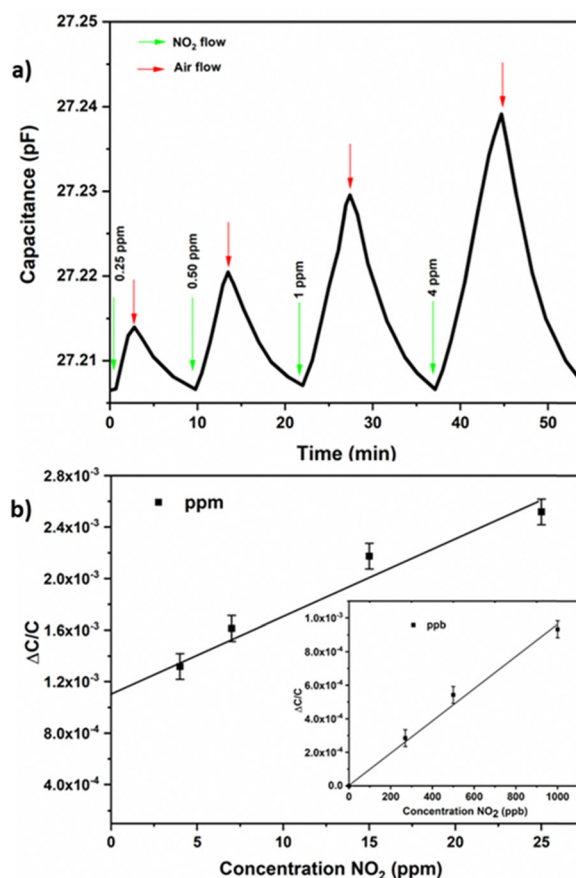 a)
NO₂ flow
Air flow
Capacitance (pF)
27.25
27.24
27.23
27.22
27.21
0.25 ppm
0.50 ppm
1 ppm
4 ppm
0 10 20 30 40 50
Time (min)
b)
ppm
ΔC/C
2.8x10⁻³
2.4x10⁻³
2.0x10⁻³
1.6x10⁻³
1.2x10⁻³
8.0x10⁻⁴
4.0x10⁻⁴
0 5 10 15 20 25
Concentration NO₂ (ppm)
ppb
ΔC/C
1.0x10⁻³
8.0x10⁻⁴
6.0x10⁻⁴
4.0x10⁻⁴
2.0x10⁻⁴
0.0
0 200 400 600 800 1000
Concentration NO₂ (ppb)